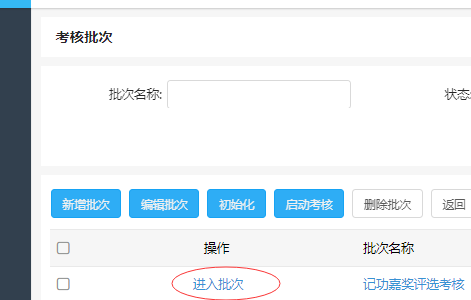 考核批次
批次名称: 状态:
新增批次 编辑批次 初始化 启动考核 删除批次 返回
操作 批次名称
进入批次 记功嘉奖评选考核